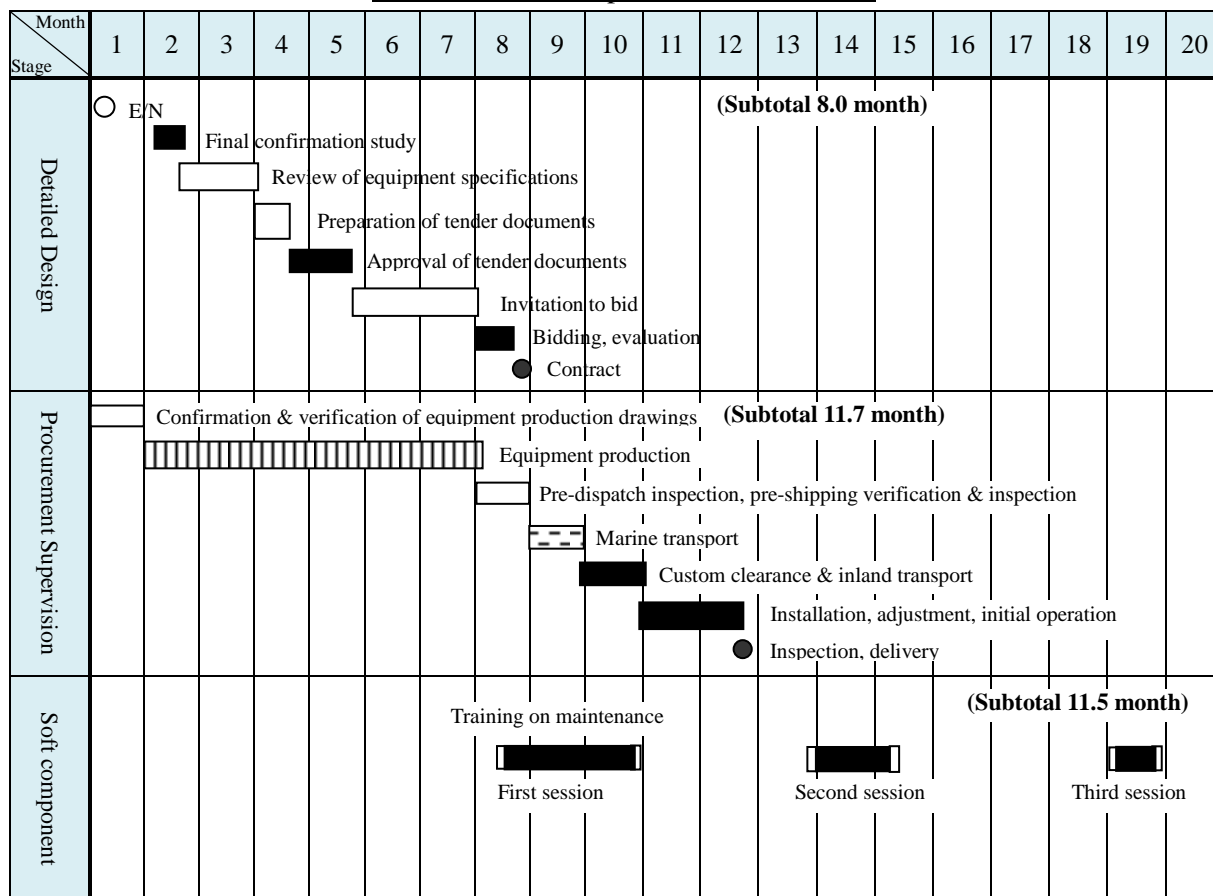 Month
Stage
1 2 3 4 5 6 7 8 9 10 11 12 13 14 15 16 17 18 19 20
Detailed Design
E/N
(Subtotal 8.0 month)
Final confirmation study
Review of equipment specifications
Preparation of tender documents
Approval of tender documents
Invitation to bid
Bidding, evaluation
Contract
Procurement Supervision
Confirmation & verification of equipment production drawings
(Subtotal 11.7 month)
Equipment production
Pre-dispatch inspection, pre-shipping verification & inspection
Marine transport
Custom clearance & inland transport
Installation, adjustment, initial operation
Inspection, delivery
Soft component
(Subtotal 11.5 month)
Training on maintenance
First session
Second session
Third session